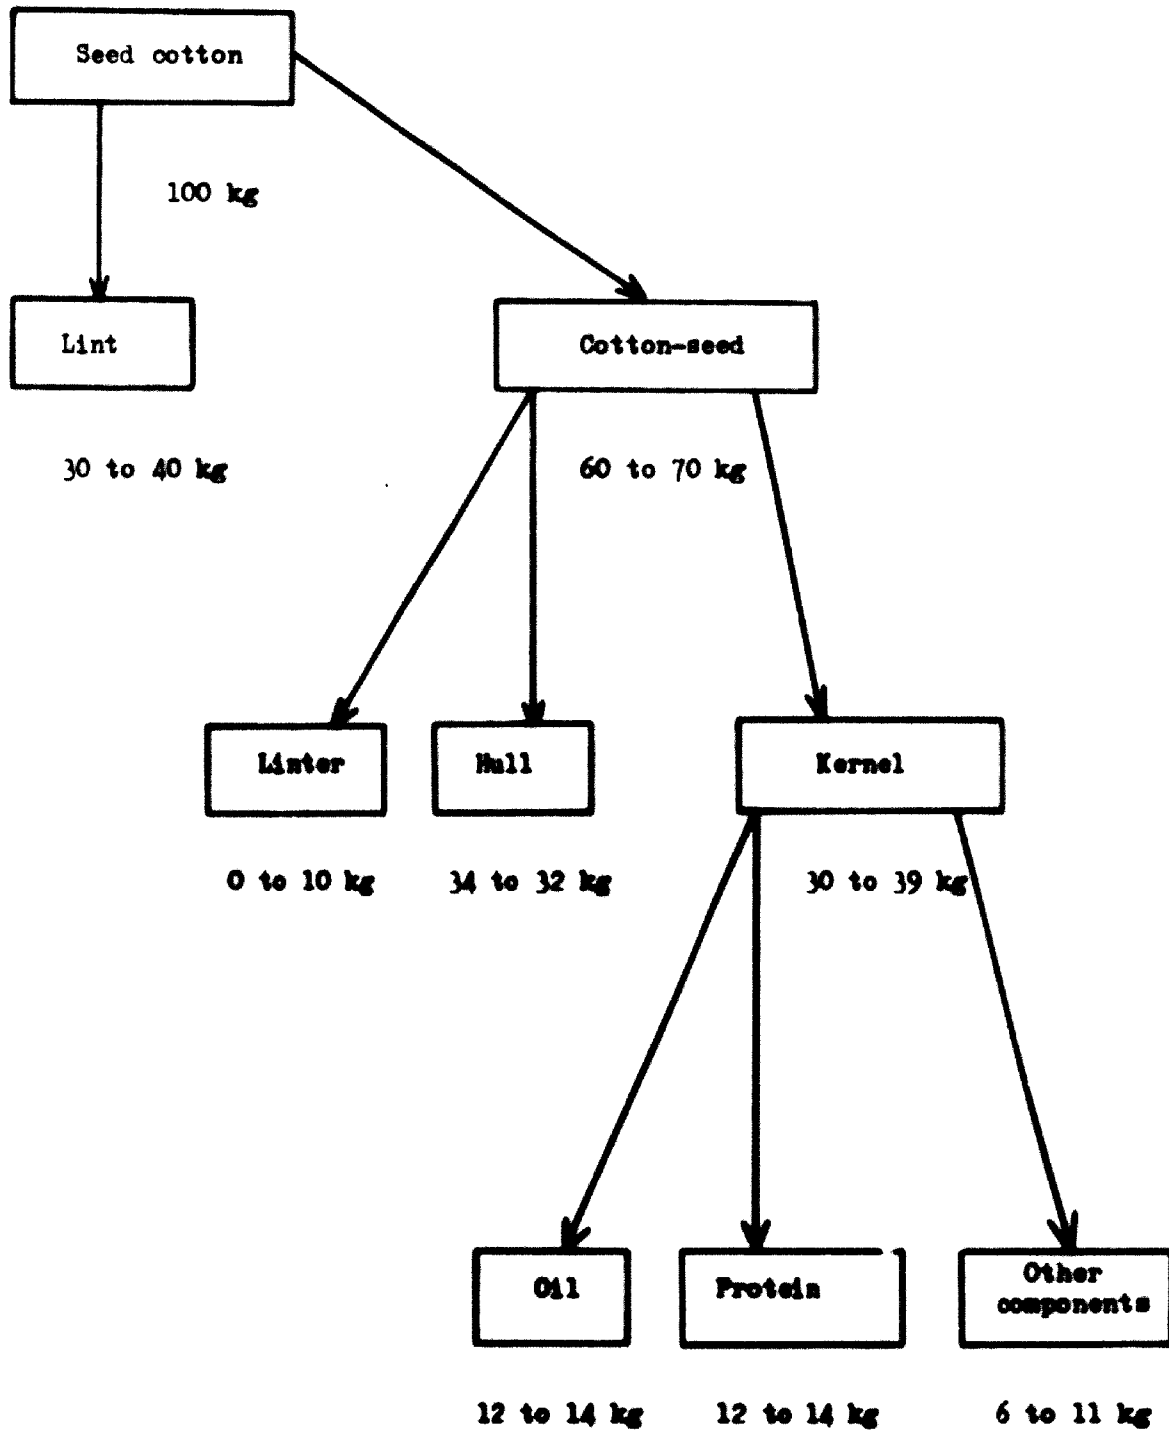 Seed cotton
100 kg
Lint
Cotton-seed
30 to 40 kg
60 to 70 kg
Linter
Hull
Kernel
0 to 10 kg
34 to 32 kg
30 to 39 kg
Oil
Protein
Other
components
12 to 14 kg
12 to 14 kg
6 to 11 kg